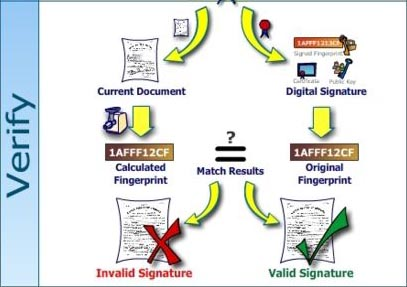 Verify
1AFFF1213CF
Signed Fingerprint
Certificate
Public Key
Current Document
Digital Signature
1AFFF12CF
?
1AFFF12CF
Calculated
Fingerprint
Match Results
Original
Fingerprint
Invalid Signature
Valid Signature